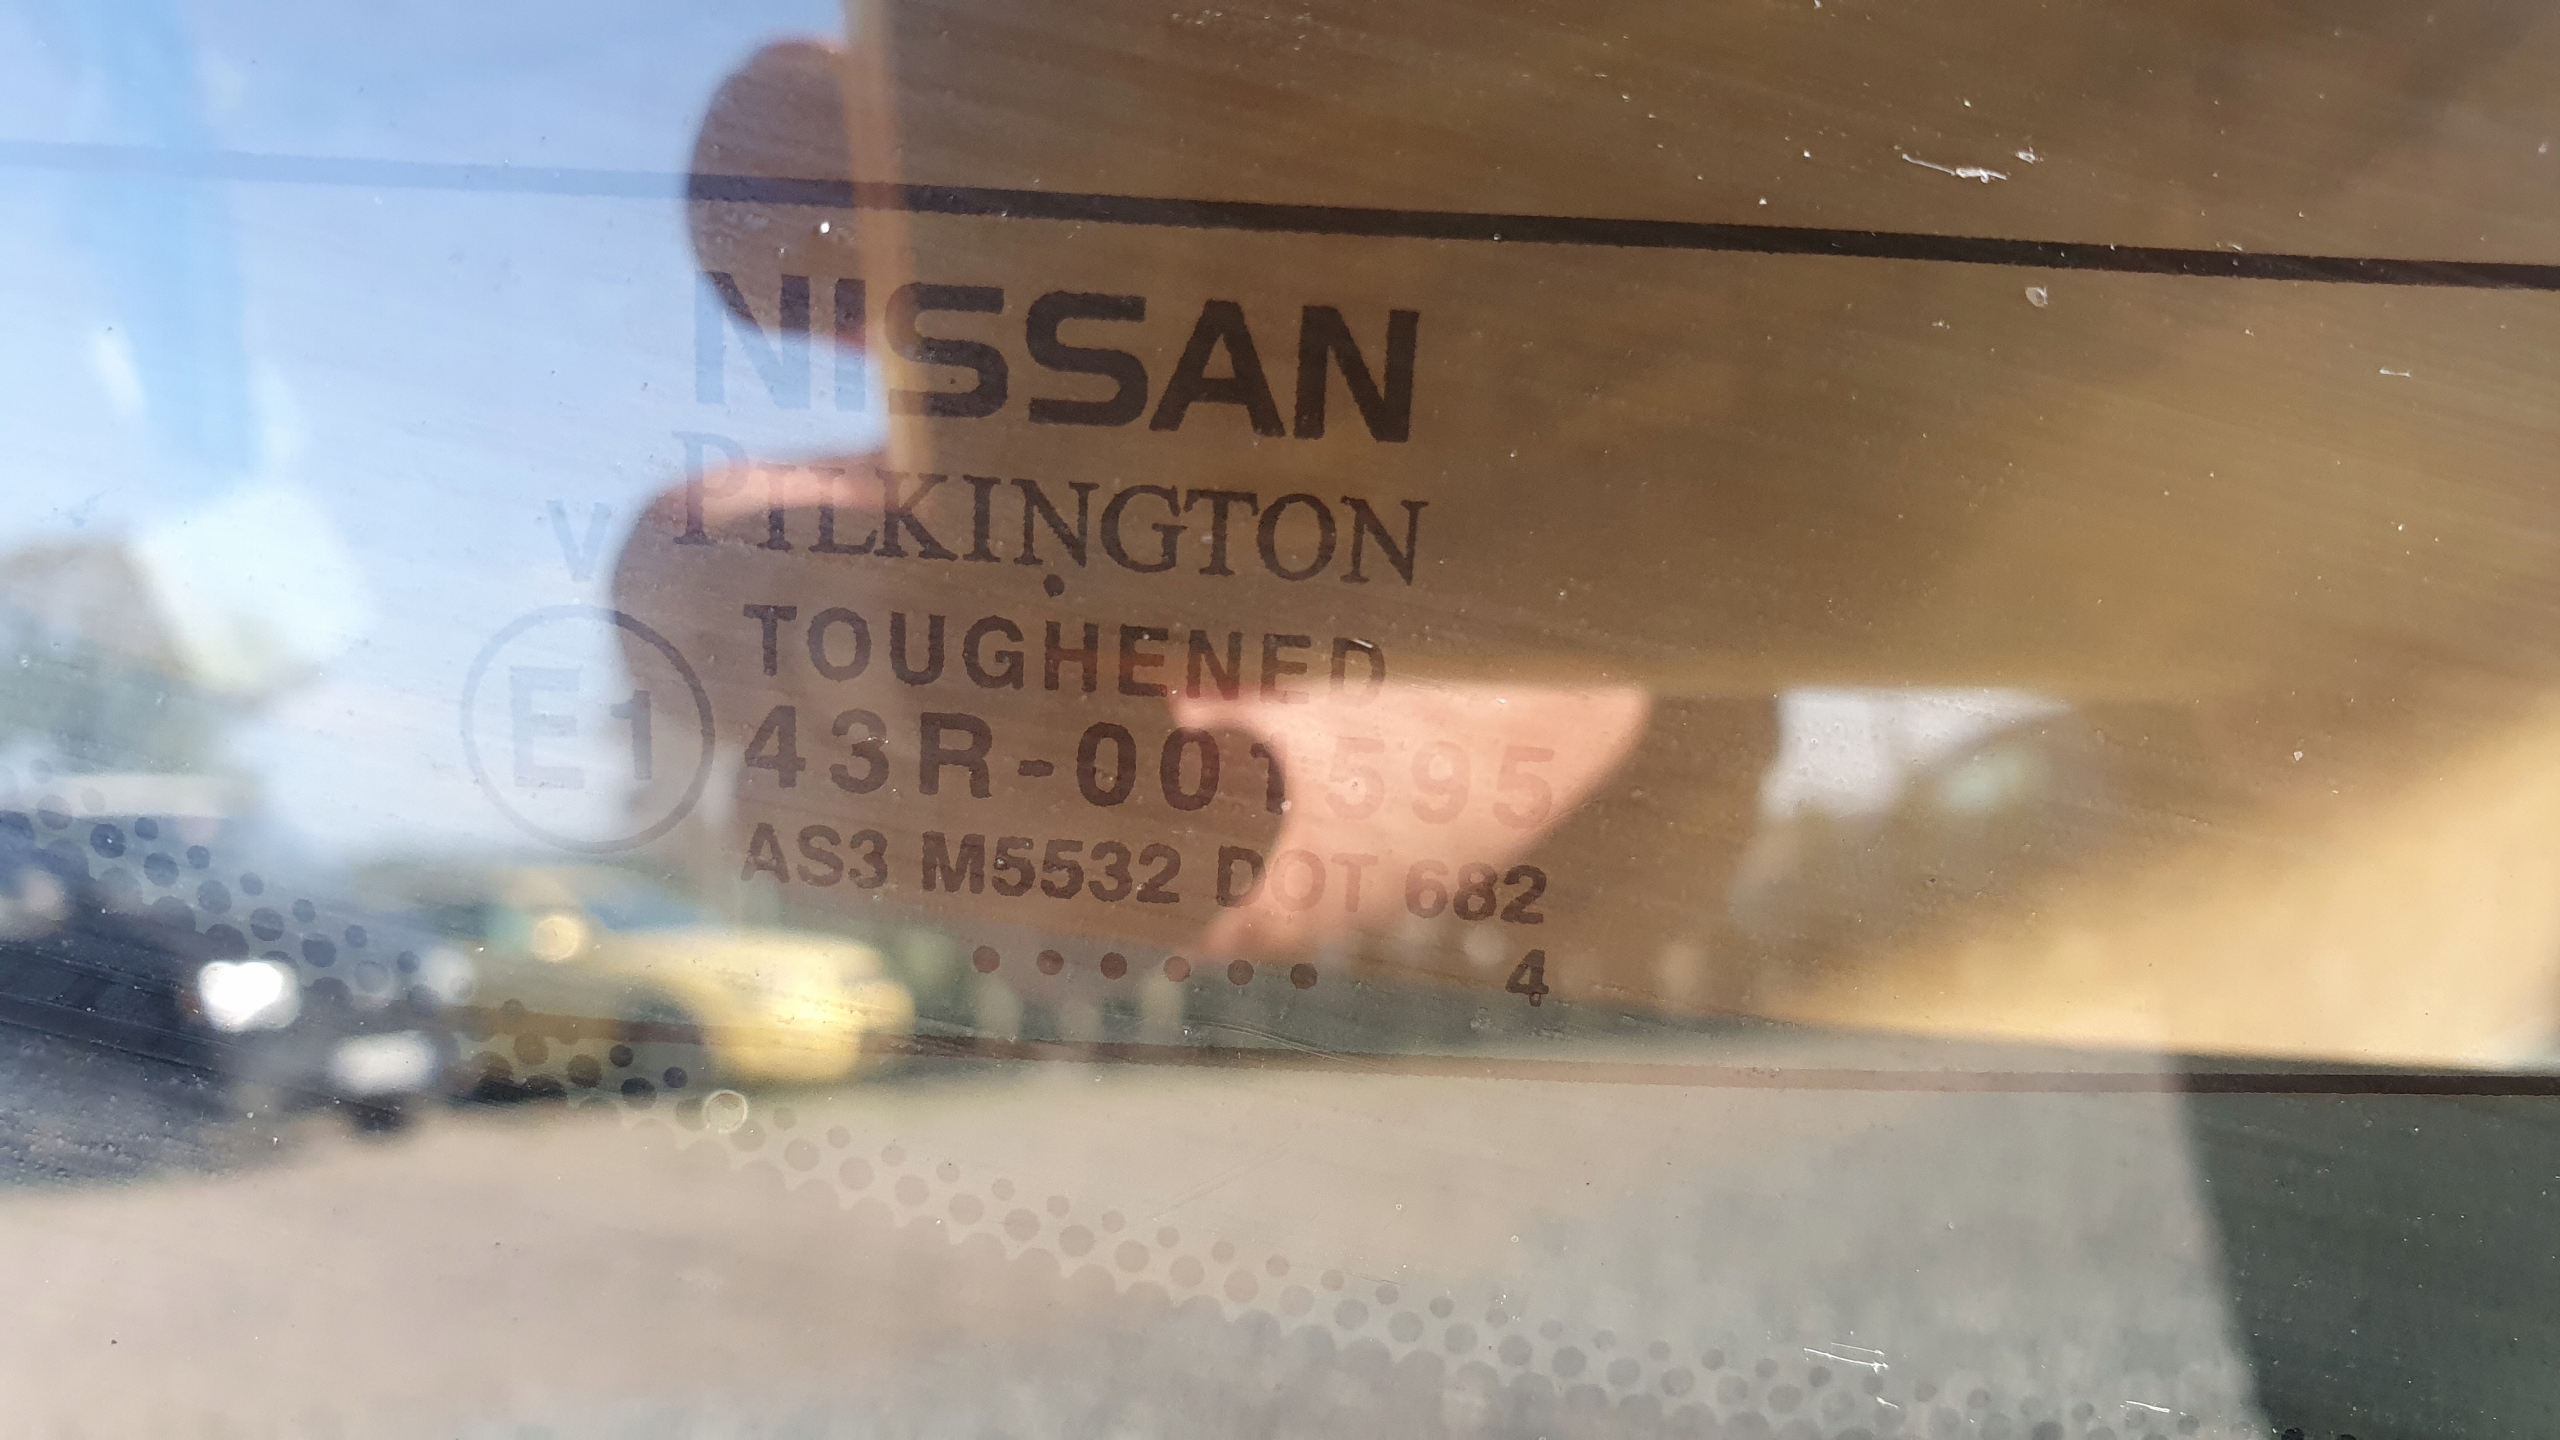 NISSAN
PILKINGTON
V
TOUGHENED
E1
43R-001595
AS3 M5532 DOT 682
•••••• 4